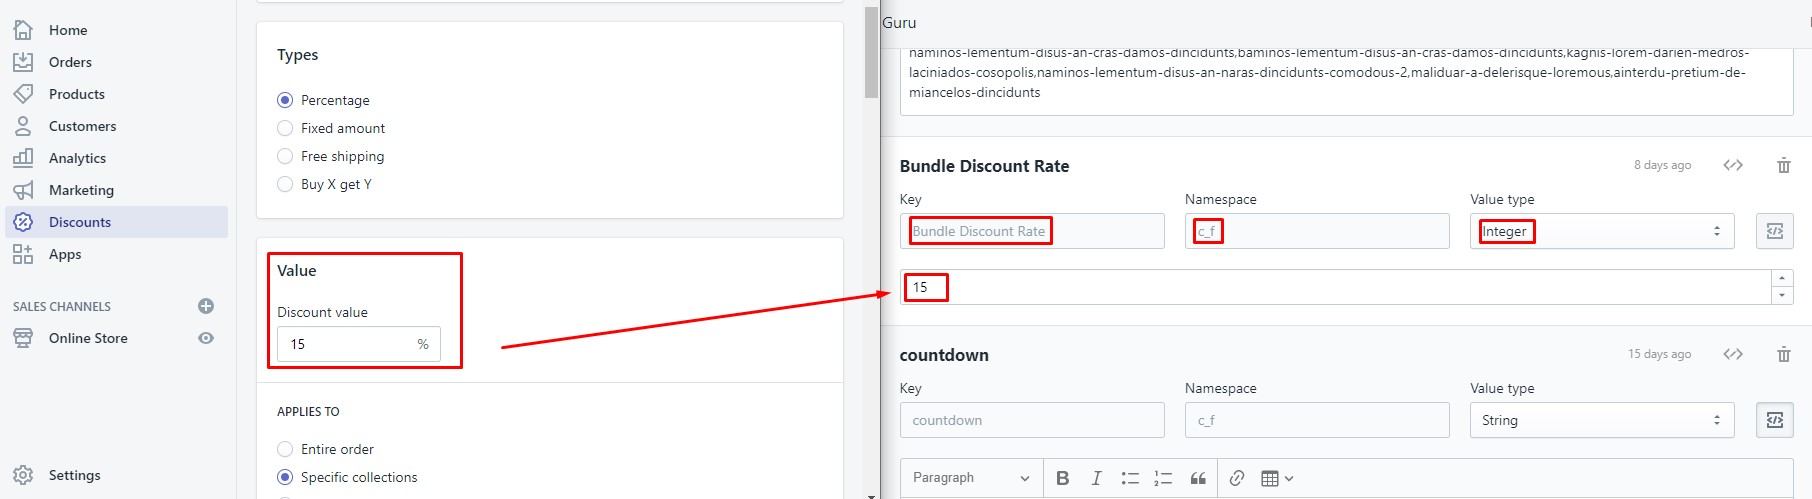 Home
Orders
Products
Customers
Analytics
Marketing
Discounts
Apps
SALES CHANNELS
Online Store
Settings
Types
Percentage
Fixed amount
Free shipping
Buy X get Y
Value
Discount value
15 %
APPLIES TO
Entire order
Specific collections
Guru
naminos-lementum-disus-an-cras-damos-dincidunts,baminos-lementum-disus-an-cras-damos-dincidunts,kagnis-lorem-darien-medros-
laciniados-cosopolis,naminos-lementum-disus-an-naras-dincidunts-comodous-2,maliduar-a-delerisque-loremous,ainterdu-pretium-de-
miancelos-dincidunts
Bundle Discount Rate 8 days ago
Key Namespace Value type
Bundle Discount Rate c_f Integer
15
countdown 15 days ago
Key Namespace Value type
countdown c_f String
Paragraph B I